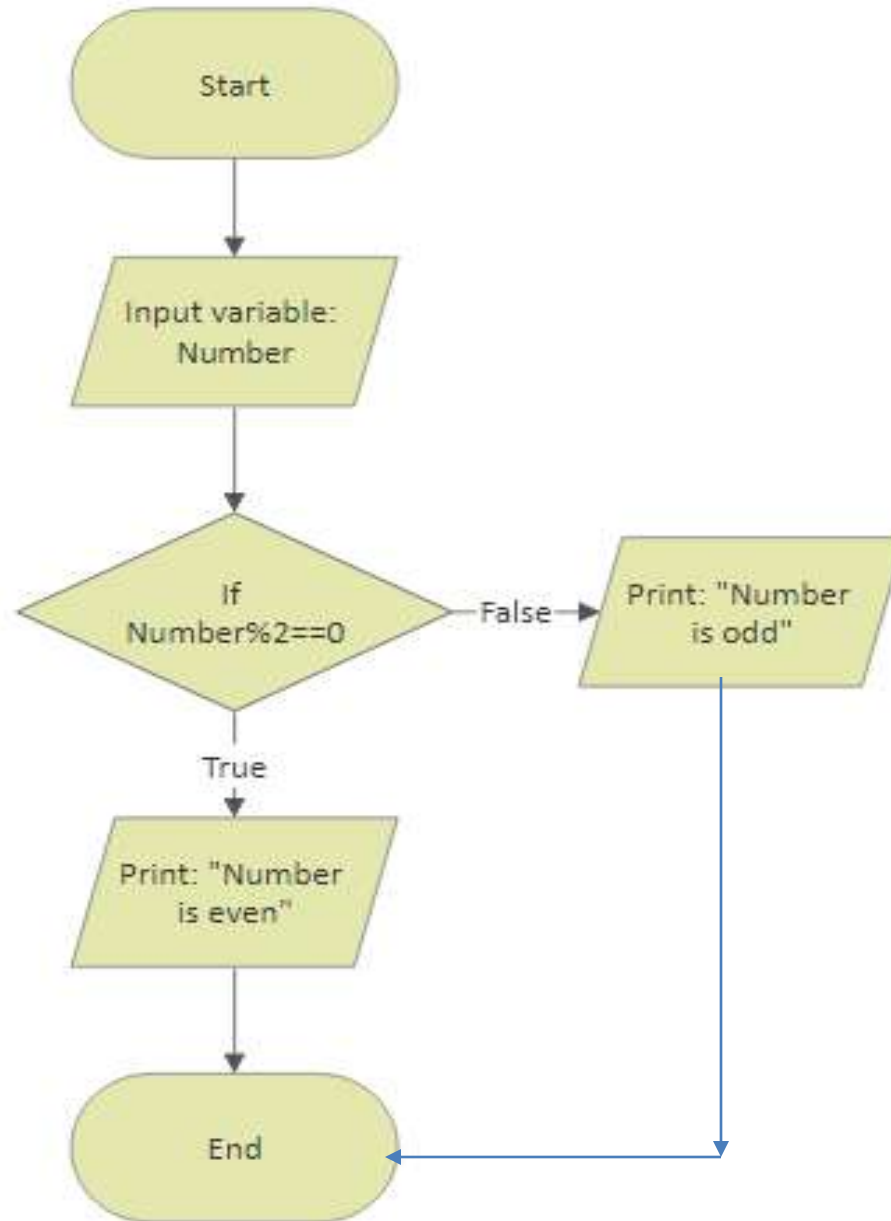 Start
Input variable:
Number
If
Number%2==0
False
Print: "Number
is odd"
True
Print: "Number
is even"
End